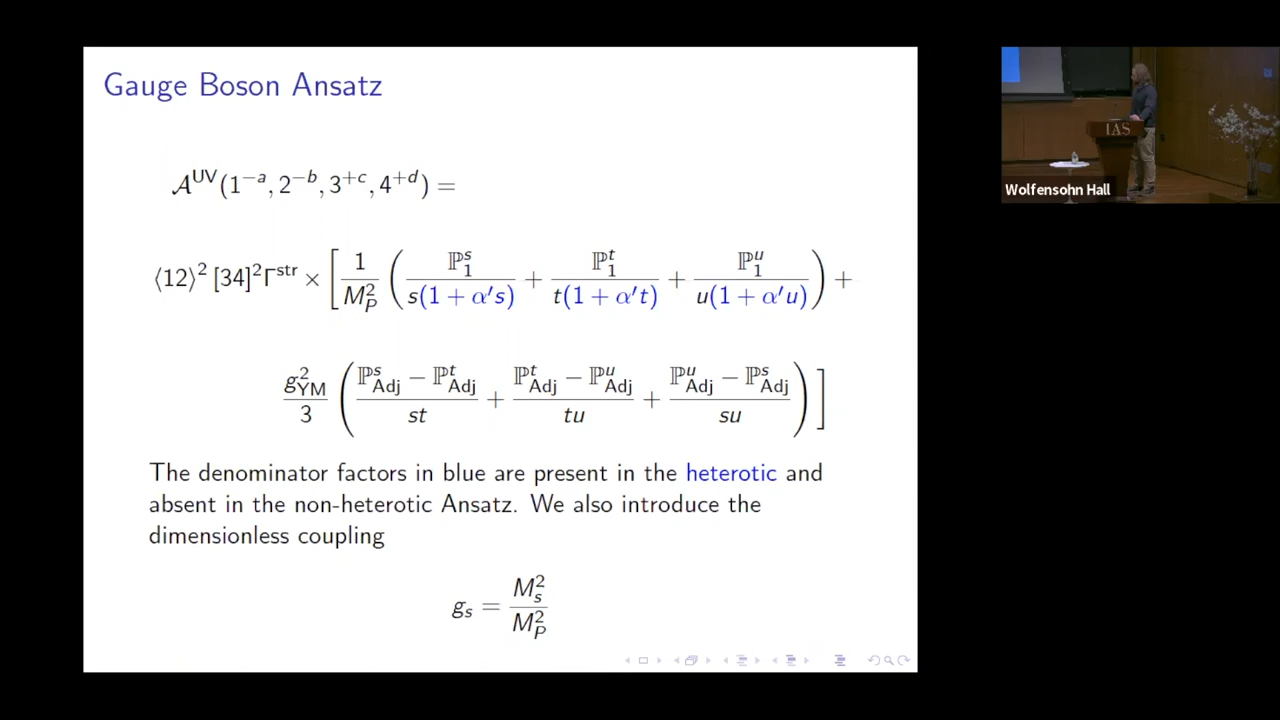 Gauge Boson Ansatz
𝒜^UV(1^−a, 2^−b, 3^+c, 4^+d) =
⟨12⟩² [34]² Γ^str × [ 1/M_P² ( ℙ₁^s / s(1 + α′s) + ℙ₁^t / t(1 + α′t) + ℙ₁^u / u(1 + α′u) ) +
g²_YM / 3 ( (ℙ^s_Adj − ℙ^t_Adj) / st + (ℙ^t_Adj − ℙ^u_Adj) / tu + (ℙ^u_Adj − ℙ^s_Adj) / su ) ]
The denominator factors in blue are present in the heterotic and
absent in the non-heterotic Ansatz. We also introduce the
dimensionless coupling
g_s = M_s² / M_P²
IAS
Wolfensohn Hall